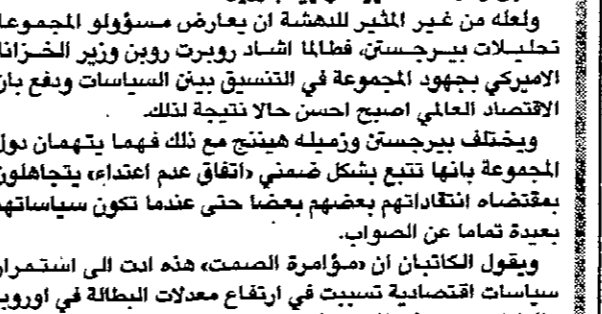 ولعله من غير المثير للدهشة ان يعارض مسؤولو المجموعة
تحليلات بيرجستن، فطالما اشاد روبرت روبن وزير الخزانة
الاميركي بجهود المجموعة في التنسيق بين السياسات ودفع بان
الاقتصاد العالمي اصبح احسن حالا نتيجة لذلك.
ويختلف بيرجستن وزميله هيننج مع ذلك فهما يتهمان دول
المجموعة بانها تتبع بشكل ضمني «اتفاق عدم اعتداء» يتجاهلون
بمقتضاه انتقاداتهم بعضهم بعضا حتى عندما تكون سياساتهم
بعيدة تماما عن الصواب.
ويقول الكاتبان ان «مؤامرة الصمت» هذه ادت الى استمرار
سياسات اقتصادية تسببت في ارتفاع معدلات البطالة في اوروبا